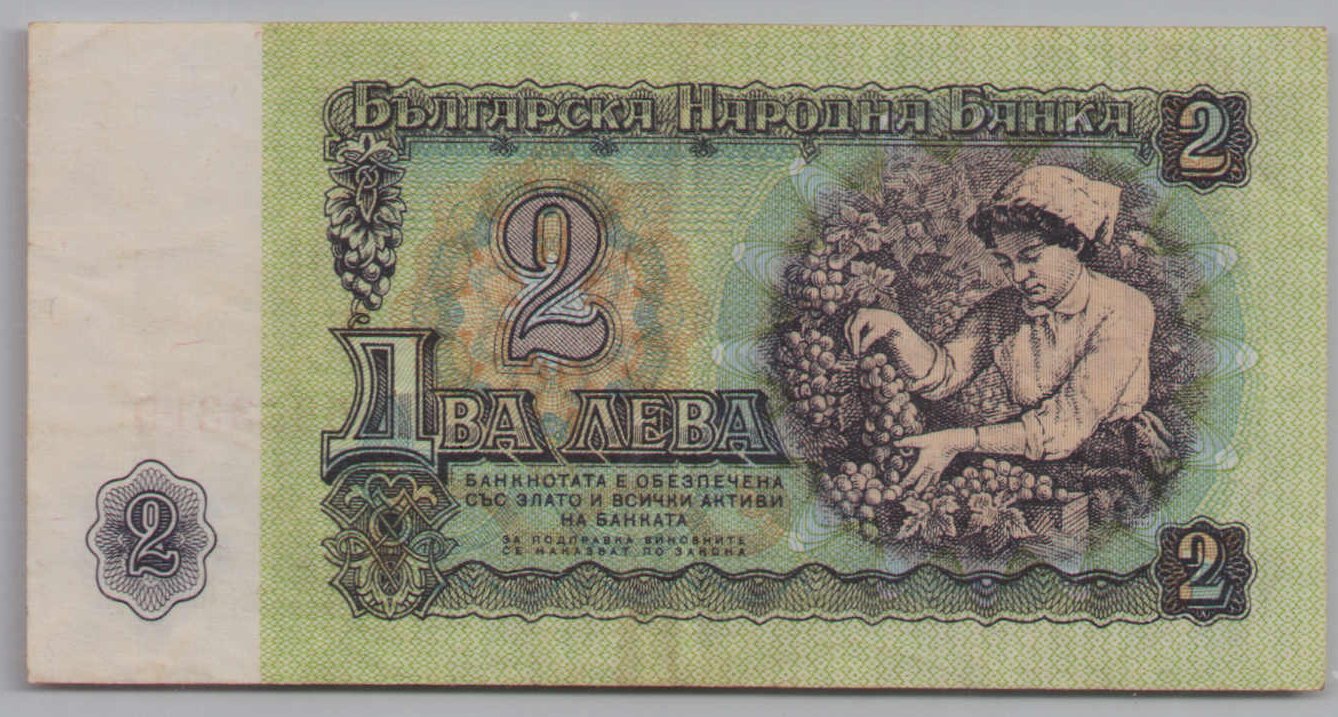 Българска Народна Банка
2
2
Два лева
БАНКНОТАТА Е ОБЕЗПЕЧЕНА
СЪС ЗЛАТО И ВСИЧКИ АКТИВИ
НА БАНКАТА
ЗА ПОДПРАВКА ВИНОВНИТЕ
СЕ НАКАЗВАТ ПО ЗАКОНА
2
2